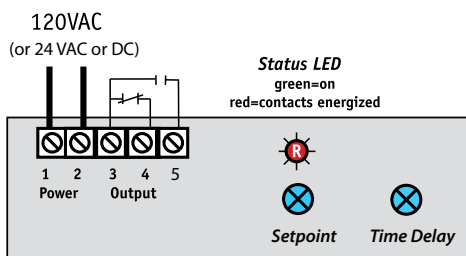 120VAC
(or 24 VAC or DC)
Status LED
green=on
red=contacts energized
R
1 2 3 4 5
Power Output
Setpoint Time Delay